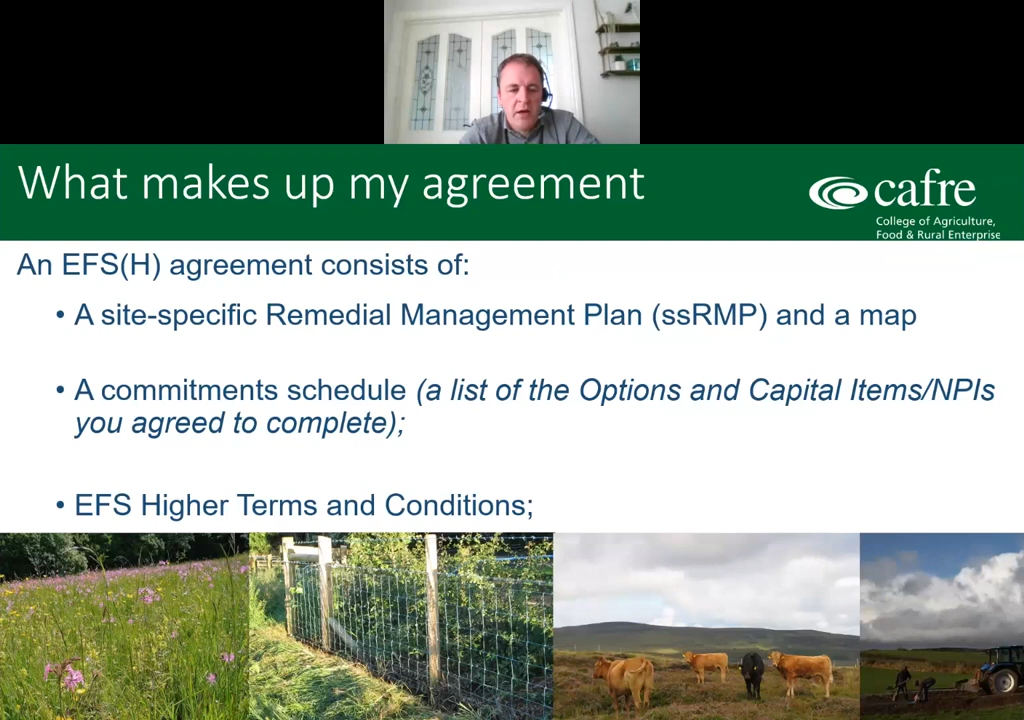 What makes up my agreement
cafre
College of Agriculture,
Food & Rural Enterprise
An EFS(H) agreement consists of:
• A site-specific Remedial Management Plan (ssRMP) and a map
• A commitments schedule (a list of the Options and Capital Items/NPIs
you agreed to complete);
• EFS Higher Terms and Conditions;